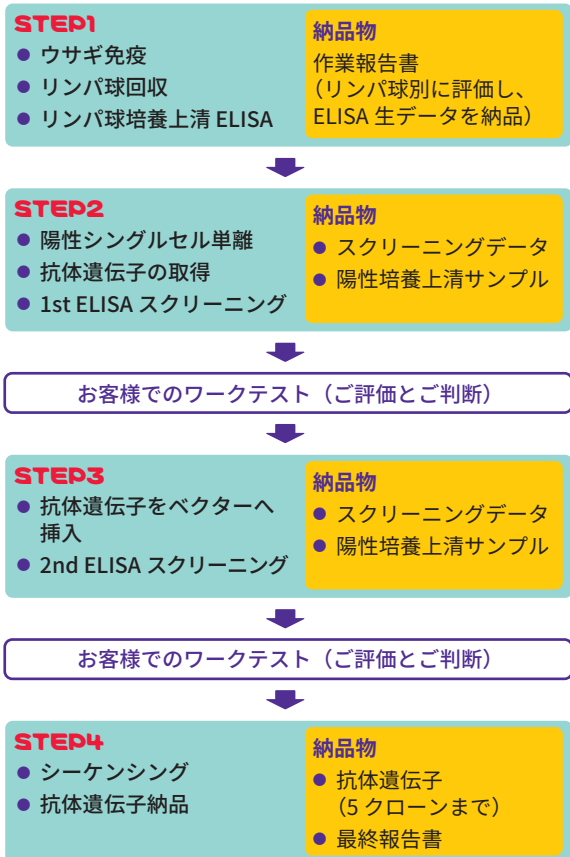 STEP1
● ウサギ免疫
● リンパ球回収
● リンパ球培養上清 ELISA
納品物
作業報告書
（リンパ球別に評価し、
ELISA 生データを納品）
STEP2
● 陽性シングルセル単離
● 抗体遺伝子の取得
● 1st ELISA スクリーニング
納品物
● スクリーニングデータ
● 陽性培養上清サンプル
お客様でのワークテスト（ご評価とご判断）
STEP3
● 抗体遺伝子をベクターへ
挿入
● 2nd ELISA スクリーニング
納品物
● スクリーニングデータ
● 陽性培養上清サンプル
お客様でのワークテスト（ご評価とご判断）
STEP4
● シーケンシング
● 抗体遺伝子納品
納品物
● 抗体遺伝子
（5 クローンまで）
● 最終報告書